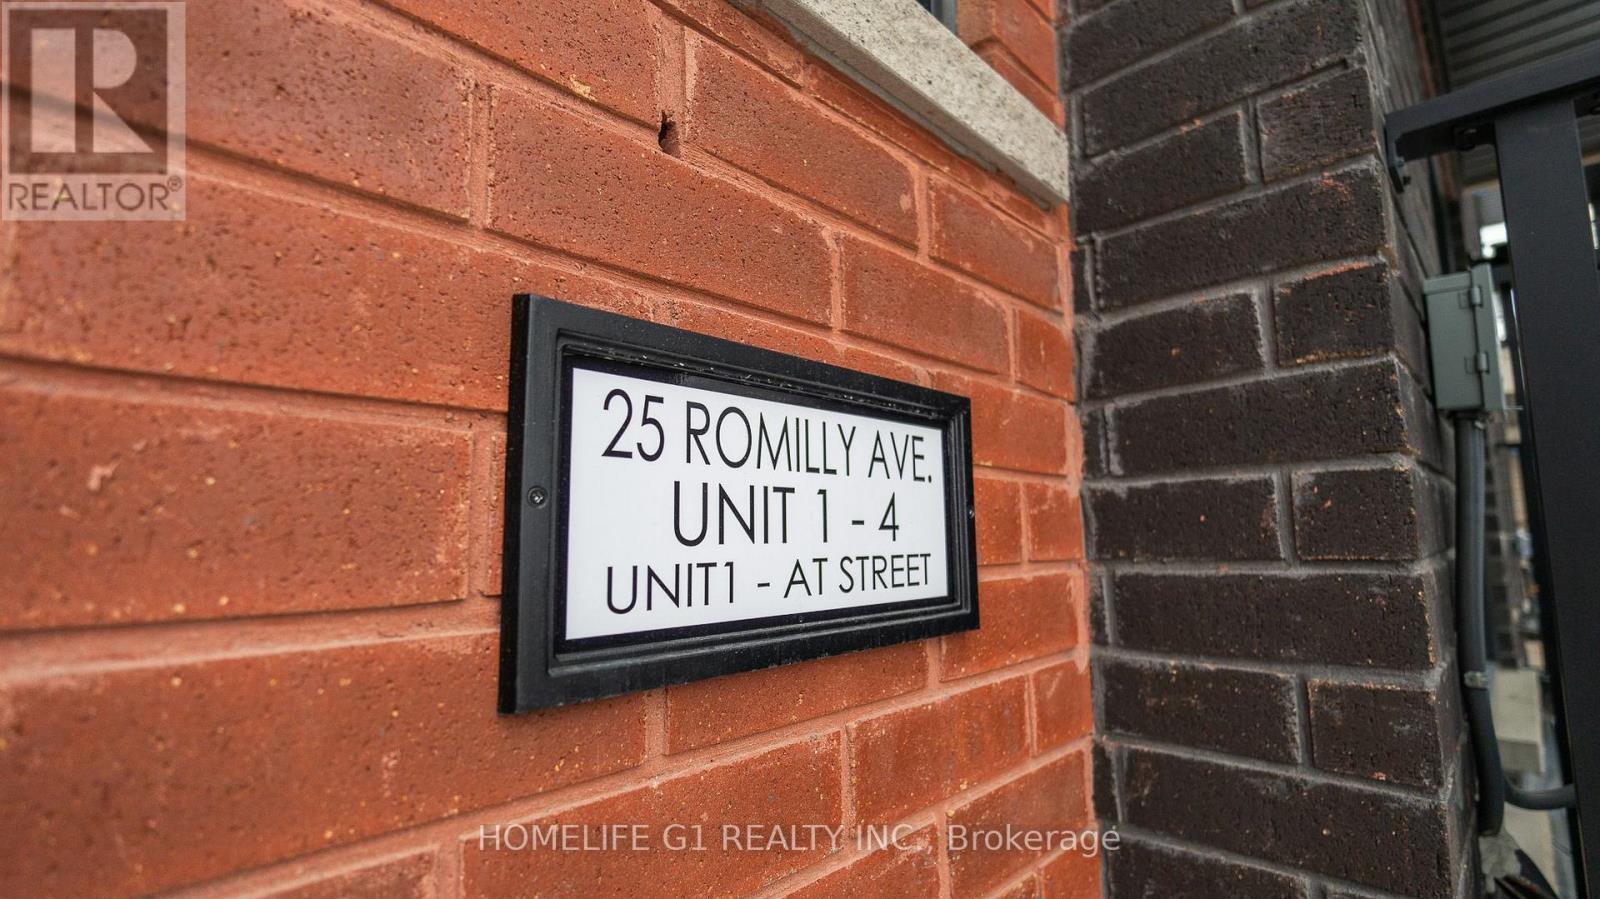 R
REALTOR®
25 ROMILLY AVE.
UNIT 1 - 4
UNIT1 - AT STREET
HOMELIFE G1 REALTY INC., Brokerage